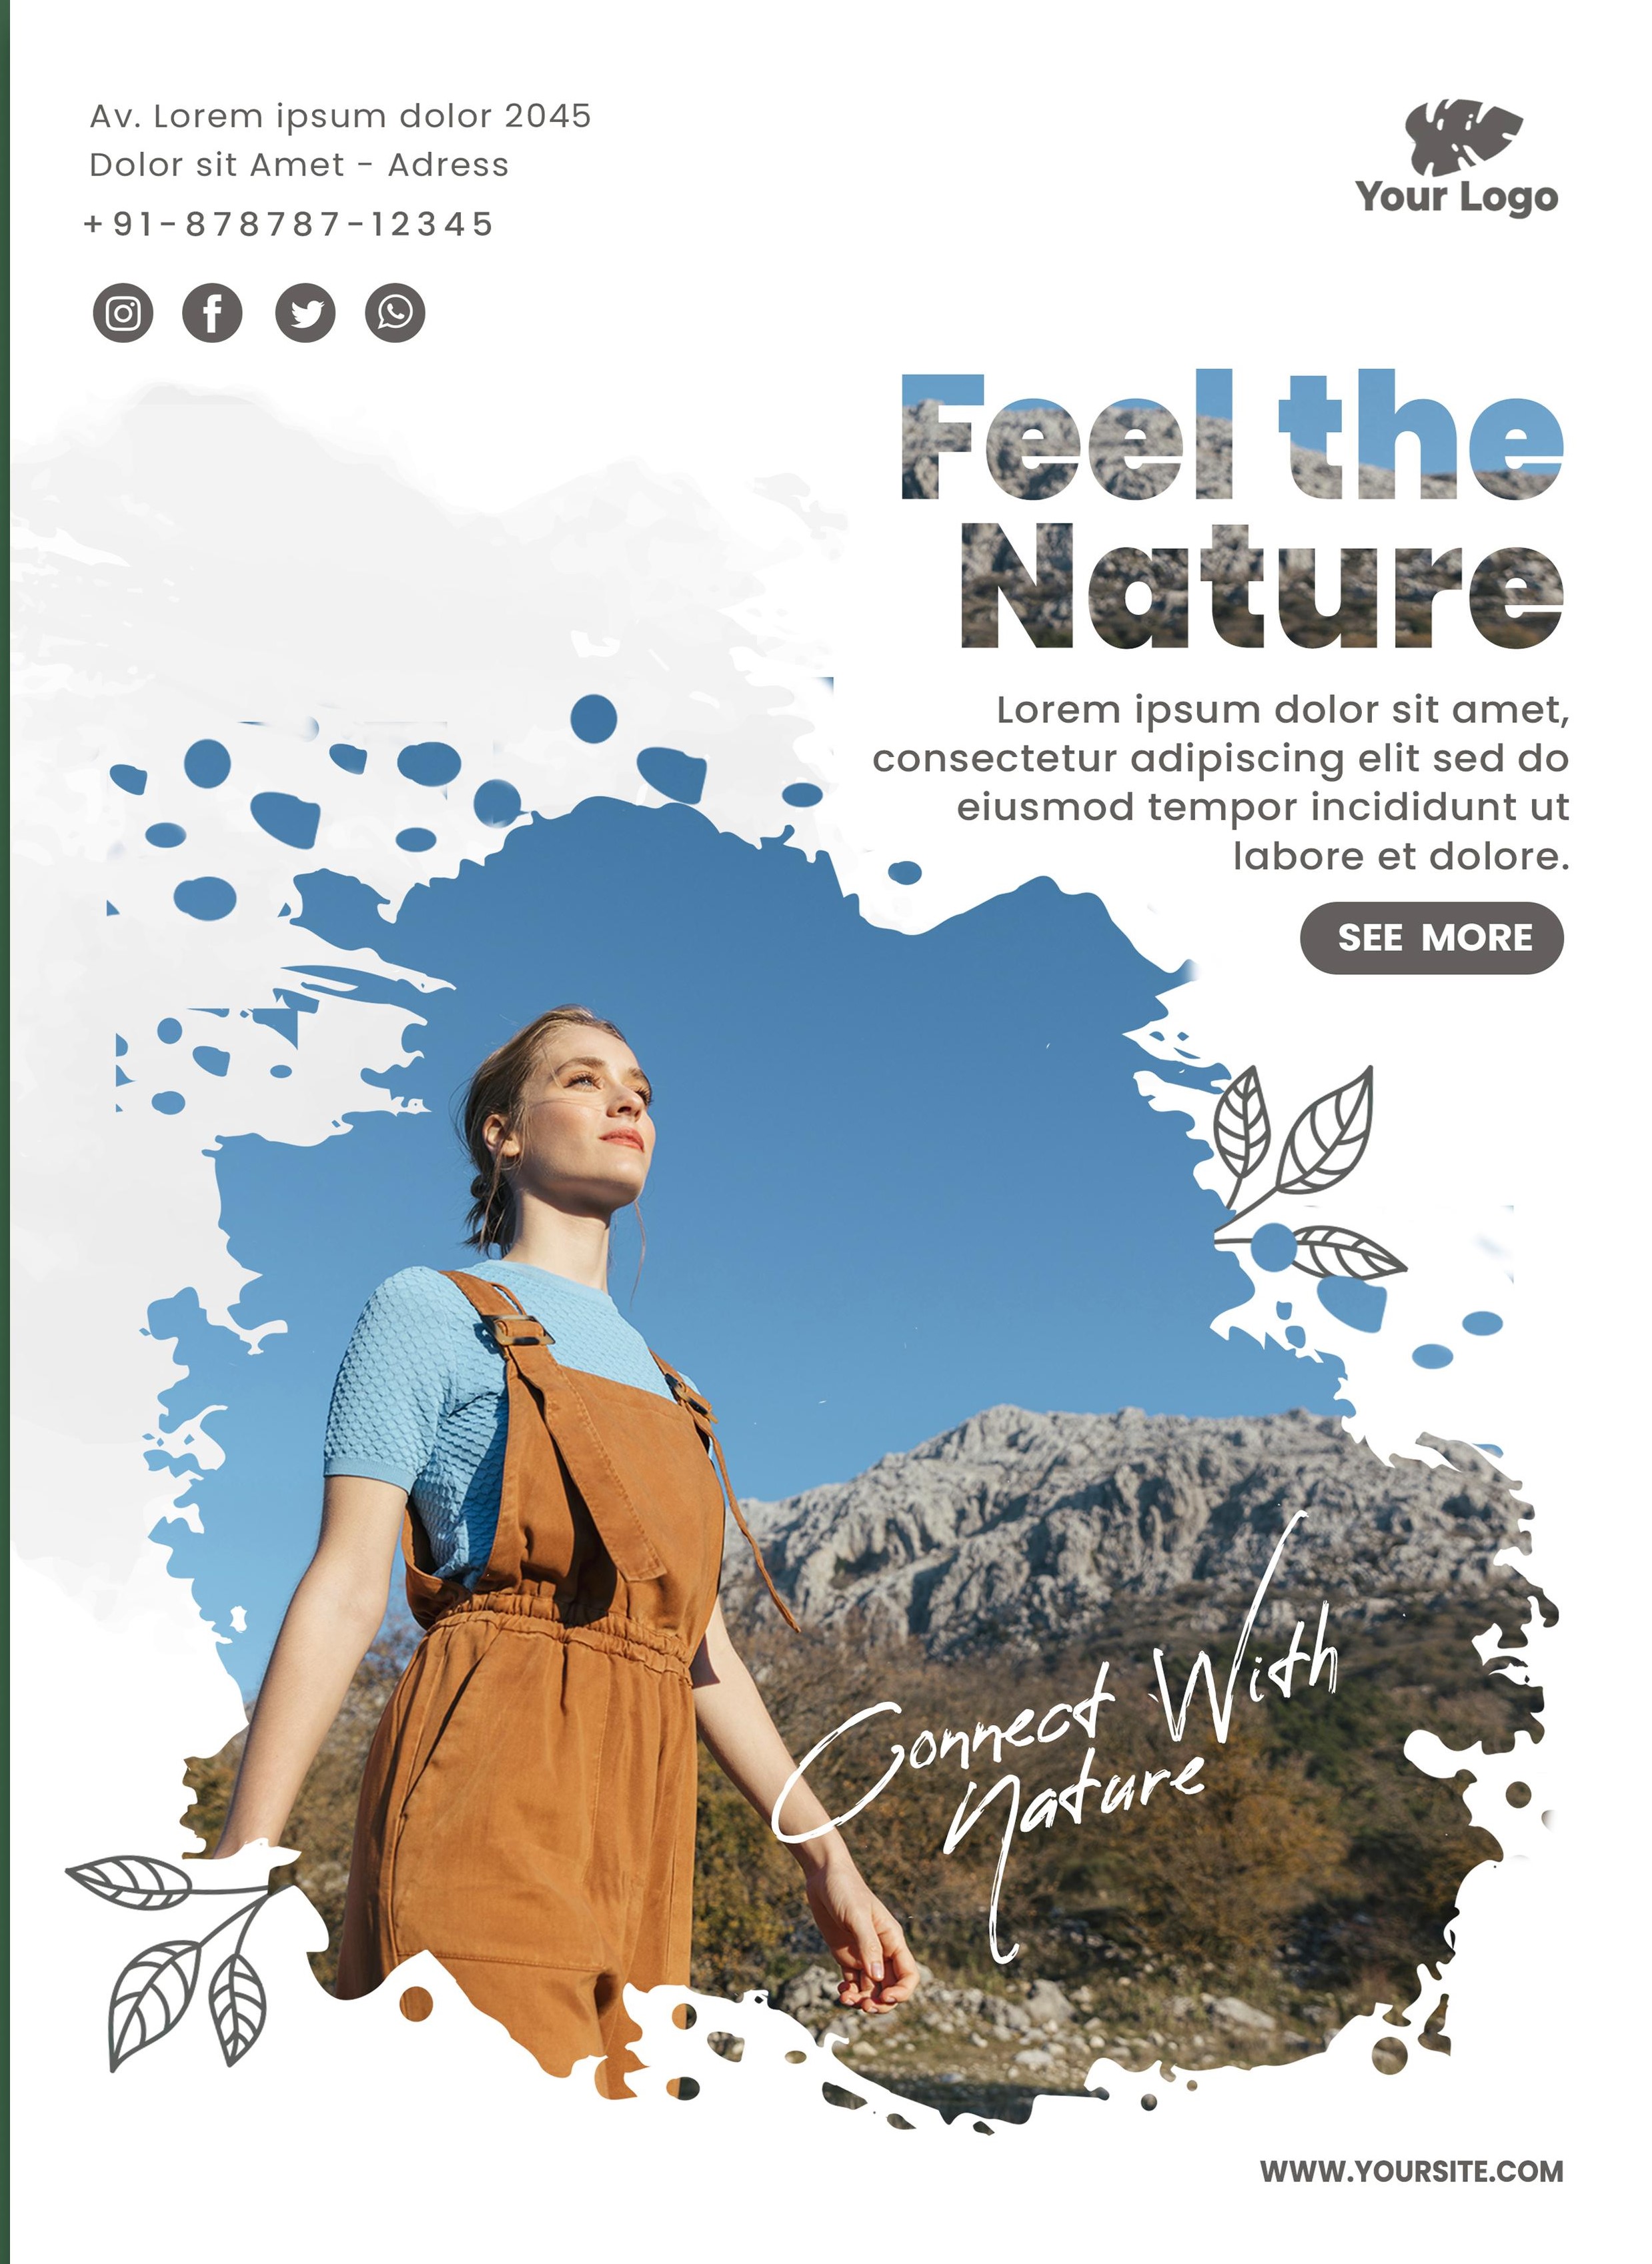 Av. Lorem ipsum dolor 2045
Dolor sit Amet - Adress
+91-878787-12345
Your Logo
Feel the
Nature
Lorem ipsum dolor sit amet,
consectetur adipiscing elit sed do
eiusmod tempor incididunt ut
labore et dolore.
SEE MORE
Connect With
Nature
WWW.YOURSITE.COM